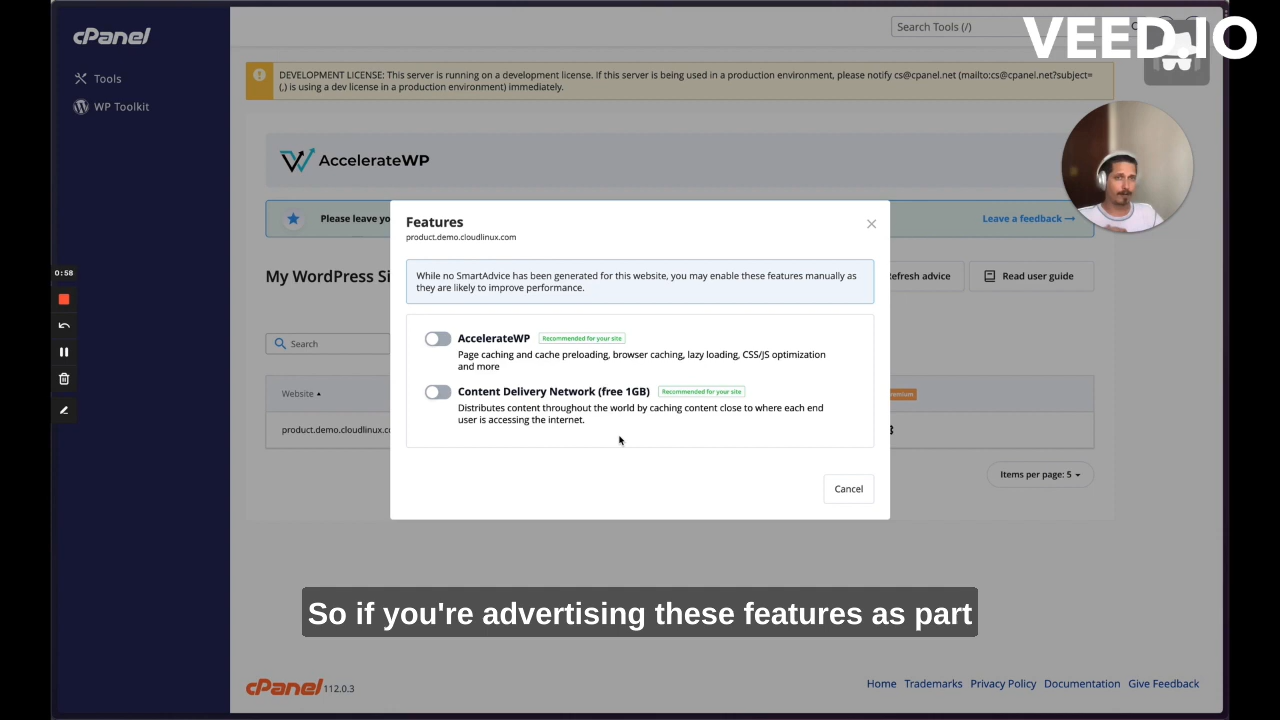 cPanel
Search Tools (/)
VEED.IO
Tools
WP Toolkit
DEVELOPMENT LICENSE: This server is running on a development license. If this server is being used in a production environment, please notify cs@cpanel.net (mailto:cs@cpanel.net?subject=
(,) is using a dev license in a production environment) immediately.
AccelerateWP
Please leave yo
Leave a feedback →
Features
product.demo.cloudlinux.com
My WordPress Si
efresh advice
Read user guide
While no SmartAdvice has been generated for this website, you may enable these features manually as
they are likely to improve performance.
0:58
Search
AccelerateWP Recommended for your site
Page caching and cache preloading, browser caching, lazy loading, CSS/JS optimization
and more
Website
Content Delivery Network (free 1GB) Recommended for your site
remium
Distributes content throughout the world by caching content close to where each end
user is accessing the internet.
product.demo.cloudlinux.c
Items per page: 5
Cancel
So if you're advertising these features as part
cPanel 112.0.3
Home Trademarks Privacy Policy Documentation Give Feedback